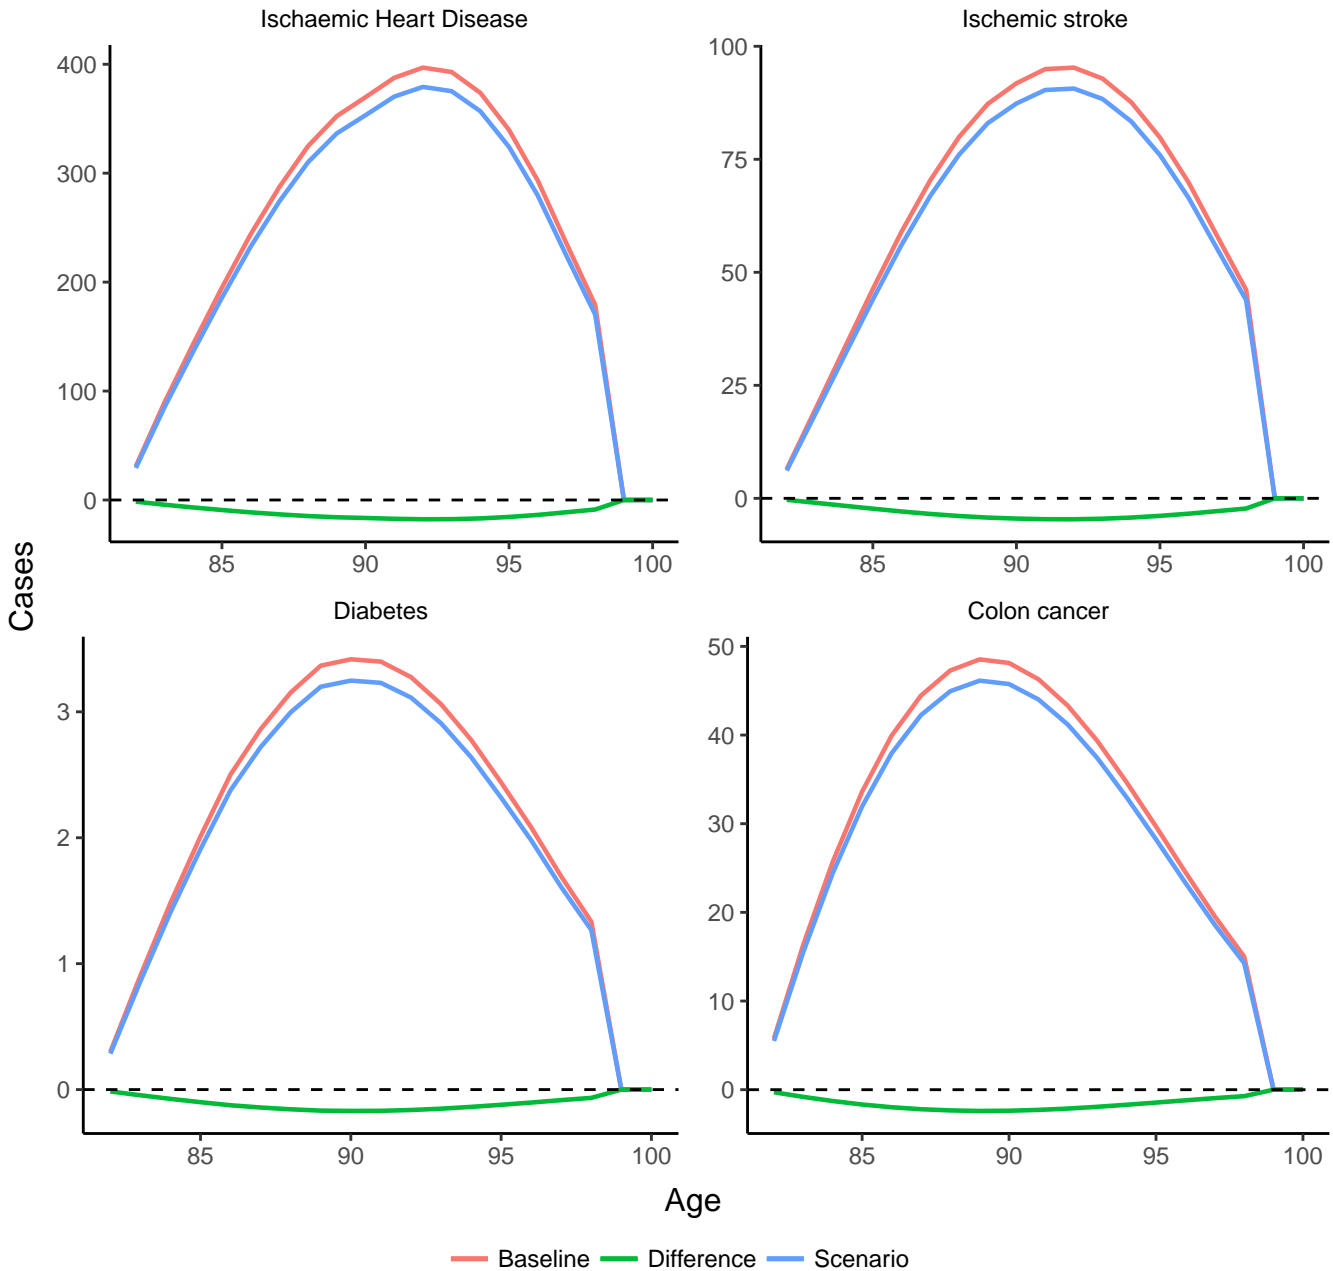 Ischaemic Heart Disease
Ischemic stroke
400
300
200
100
0
85 90 95 100
100
75
50
25
0
85 90 95 100
Cases
Diabetes
Colon cancer
3
2
1
0
85 90 95 100
50
40
30
20
10
0
85 90 95 100
Age
Baseline Difference Scenario